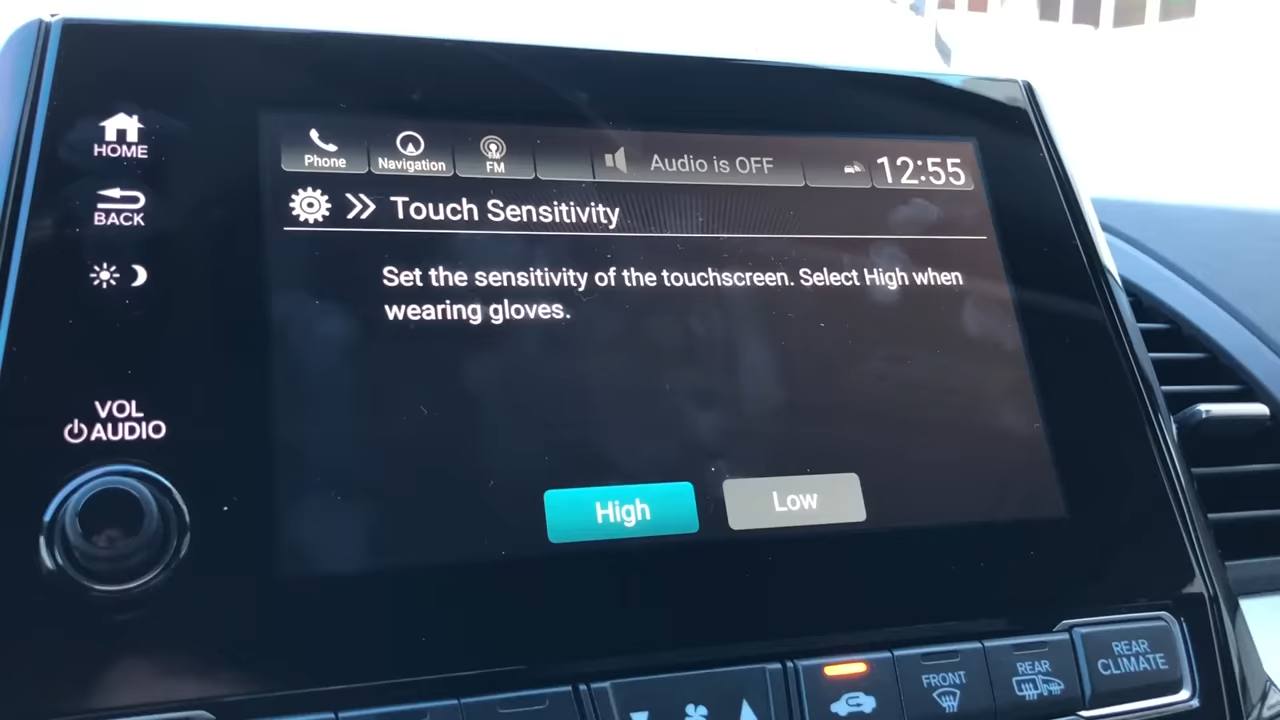 HOME
BACK
VOL
AUDIO
Phone
Navigation
FM
FM
Audio is OFF
12:55
Touch Sensitivity
Set the sensitivity of the touchscreen. Select High when
wearing gloves.
High
Low
FRONT
REAR
REAR
CLIMATE